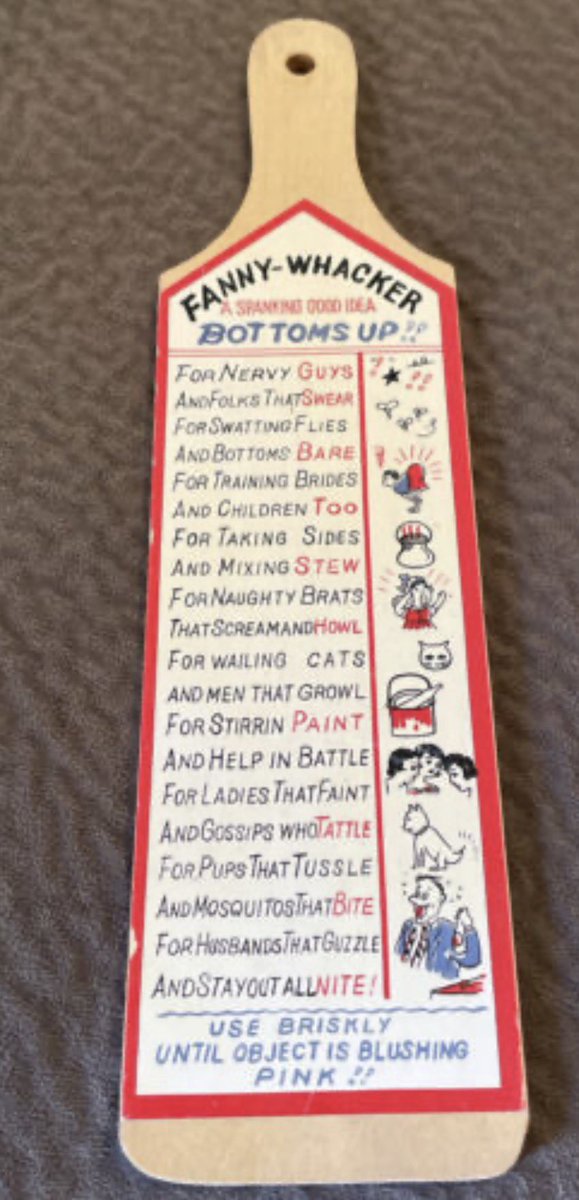 FANNY-WHACKER
A SPANKING GOOD IDEA
BOTTOMS UP!!
FOR NERVY GUYS
AND FOLKS THAT SWEAR
FOR SWATTING FLIES
AND BOTTOMS BARE
FOR TRAINING BRIDES
AND CHILDREN TOO
FOR TAKING SIDES
AND MIXING STEW
FOR NAUGHTY BRATS
THAT SCREAM AND HOWL
FOR WAILING CATS
AND MEN THAT GROWL
FOR STIRRIN PAINT
AND HELP IN BATTLE
FOR LADIES THAT FAINT
AND GOSSIPS WHO TATTLE
FOR PUPS THAT TUSSLE
AND MOSQUITOS THAT BITE
FOR HUSBANDS THAT GUZZLE
AND STAY OUT ALL NITE!
USE BRISKLY
UNTIL OBJECT IS BLUSHING
PINK!!